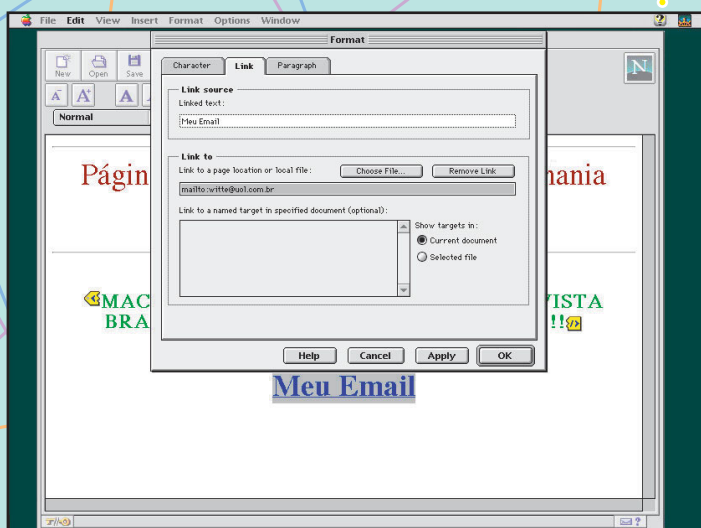 File Edit View Insert Format Options Window
Format
New Open Save
Character Link Paragraph
Link source
Linked text:
Meu Email
Normal
Link to
Link to a page location or local file: Choose File... Remove Link
mailto:witte@uol.com.br
Link to a named target in specified document (optional):
Show targets in:
Current document
Selected file
Págin
mania
MAC
VISTA
BRA
!!!
Help Cancel Apply OK
Meu Email